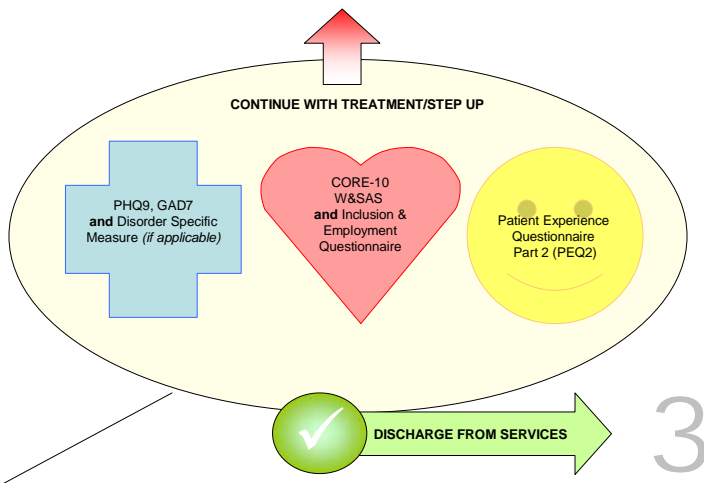 CONTINUE WITH TREATMENT/STEP UP
PHQ9, GAD7
and Disorder Specific
Measure (if applicable)
CORE-10
W&SAS
and Inclusion &
Employment
Questionnaire
Patient Experience
Questionnaire
Part 2 (PEQ2)
DISCHARGE FROM SERVICES
3